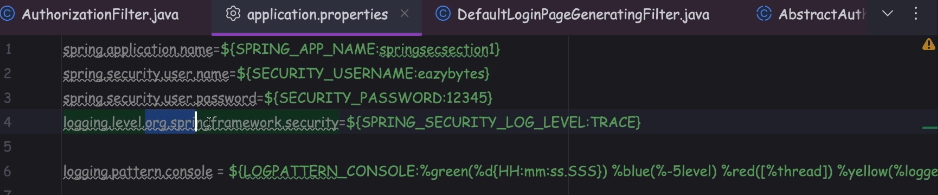 AuthorizationFilter.java application.properties DefaultLoginPageGeneratingFilter.java AbstractAuth
1 spring.application.name=${SPRING_APP_NAME:springsecsection1}
2 spring.security.user.name=${SECURITY_USERNAME:eazybytes}
3 spring.security.user.password=${SECURITY_PASSWORD:12345}
4 logging.level.org.springframework.security=${SPRING_SECURITY_LOG_LEVEL:TRACE}
5
6 logging.pattern.console = ${LOGPATTERN_CONSOLE:%green(%d{HH:mm:ss.SSS}) %blue(%-5level) %red([%thread]) %yellow(%logge
7